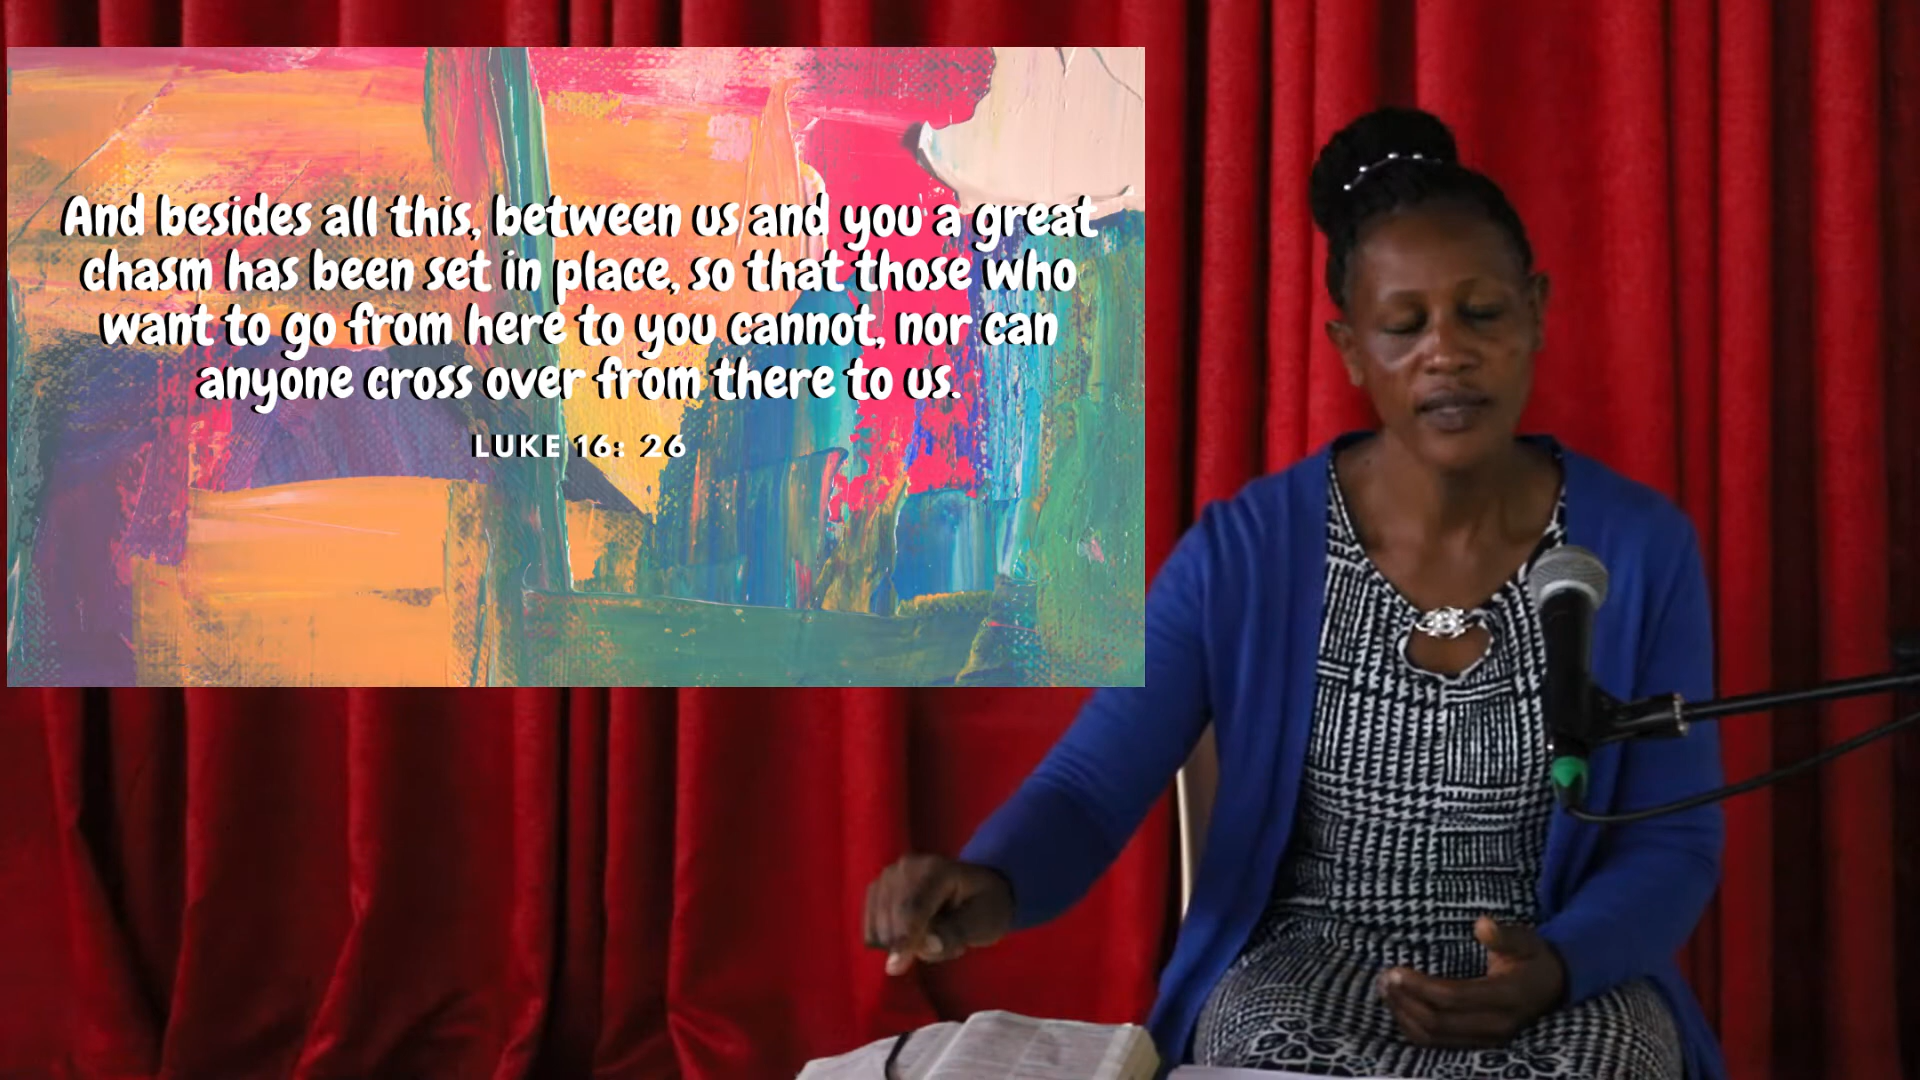 And besides all this, between us and you a great
chasm has been set in place, so that those who
want to go from here to you cannot, nor can
anyone cross over from there to us.
LUKE 16: 26